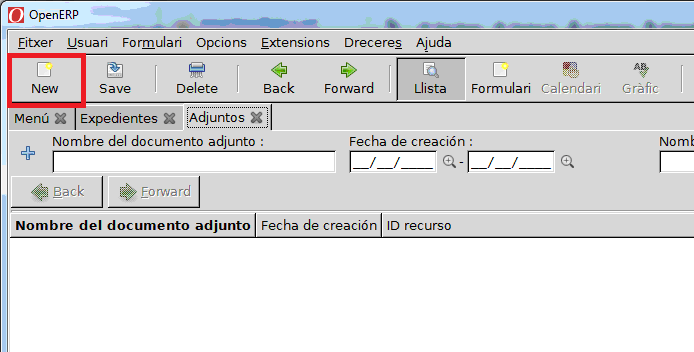 OpenERP
Fitxer Usuari Formulari Opcions Extensions Dreceres Ajuda
New Save Delete Back Forward Llista Formulari Calendari Gràfic
Menú Expedientes Adjuntos
Nombre del documento adjunto : Fecha de creación : Nomb
__/__/____ - __/__/____
Back Forward
Nombre del documento adjunto Fecha de creación ID recurso